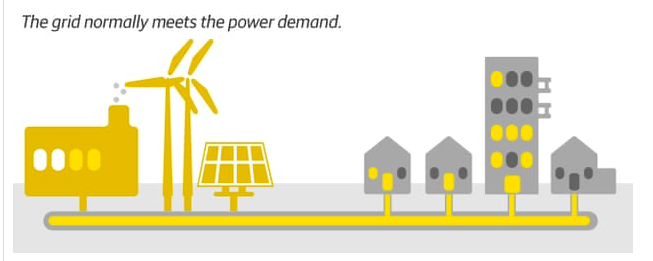 The grid normally meets the power demand.